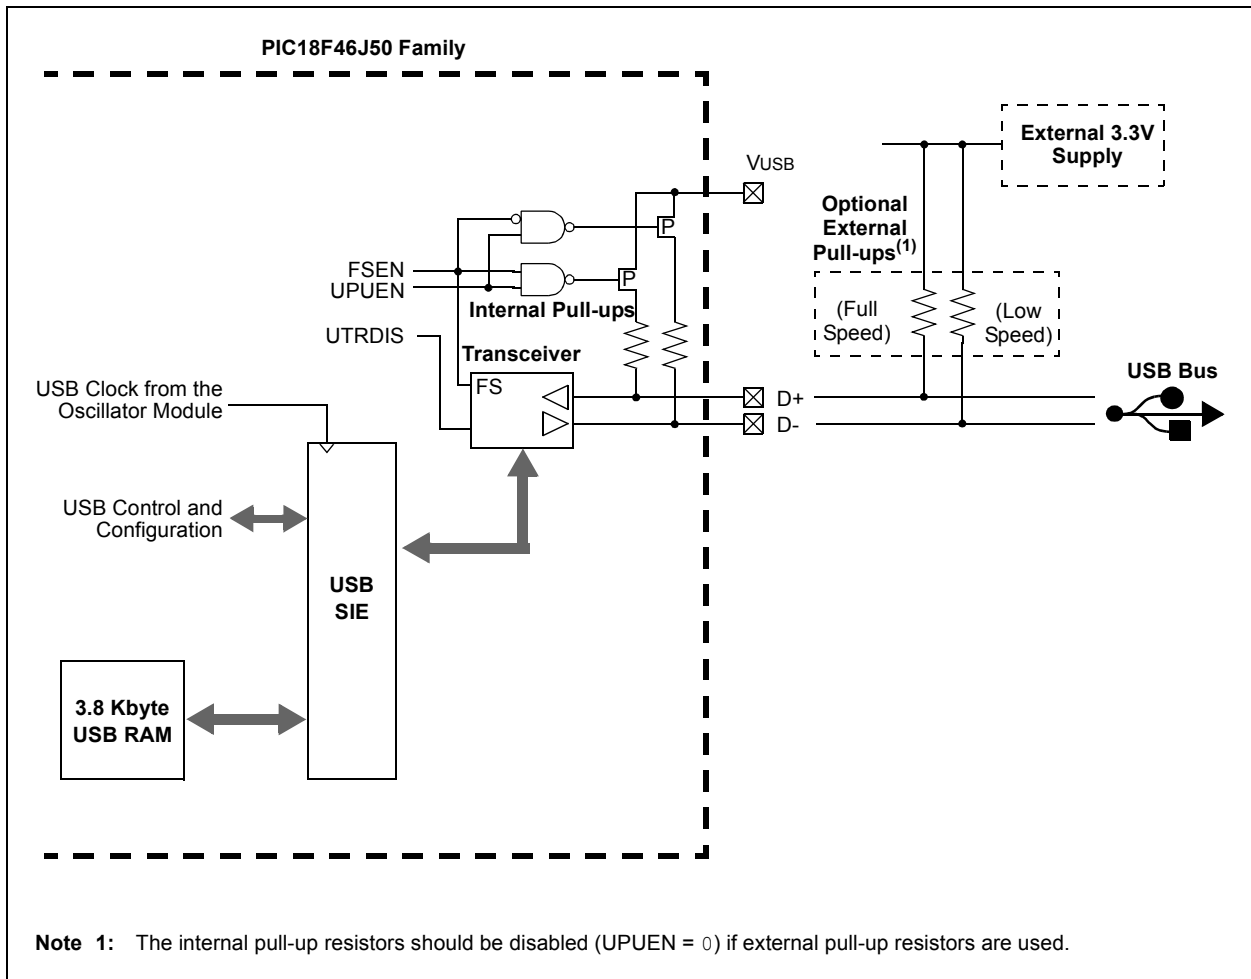 PIC18F46J50 Family
External 3.3V
Supply
VUSB
Optional
External
Pull-ups(1)
P
FSEN
UPUEN
P
Internal Pull-ups
(Full
Speed)
(Low
Speed)
UTRDIS
Transceiver
FS
USB Clock from the
Oscillator Module
D+
D-
USB Bus
USB Control and
Configuration
USB
SIE
3.8 Kbyte
USB RAM
Note 1: The internal pull-up resistors should be disabled (UPUEN = 0) if external pull-up resistors are used.